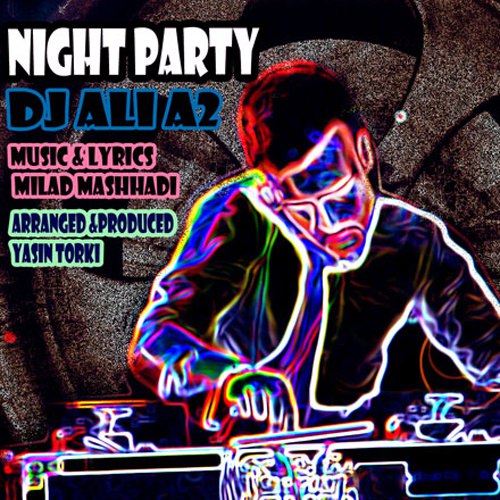 NIGHT PARTY
DJ ALI A2
MUSIC & LYRICS
MILAD MASHHADI
ARRANGED &PRODUCED
YASIN TORKI